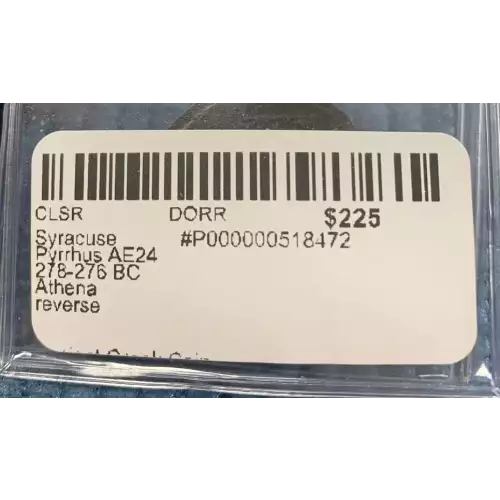 CLSR DORR $225
Syracuse #P000000518472
Pyrrhus AE24
278-276 BC
Athena
reverse